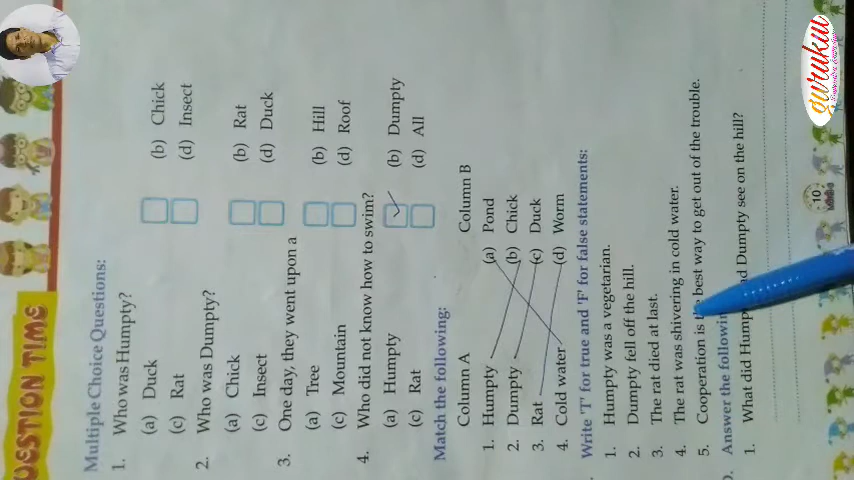 QUESTION TIME
Multiple Choice Questions:
1. Who was Humpty?
(a) Duck (b) Chick
(c) Rat (d) Insect
2. Who was Dumpty?
(a) Chick (b) Rat
(c) Insect (d) Duck
3. One day, they went upon a
(a) Tree (b) Hill
(c) Mountain (d) Roof
4. Who did not know how to swim?
(a) Humpty (b) Dumpty
(c) Rat (d) All
Match the following:
Column A Column B
1. Humpty (a) Pond
2. Dumpty (b) Chick
3. Rat (c) Duck
4. Cold water (d) Worm
Write 'T' for true and 'F' for false statements:
1. Humpty was a vegetarian.
2. Dumpty fell off the hill.
3. The rat died at last.
4. The rat was shivering in cold water.
5. Cooperation is the best way to get out of the trouble.
Answer the followin
1. What did Hump nd Dumpty see on the hill?
10
gurukul